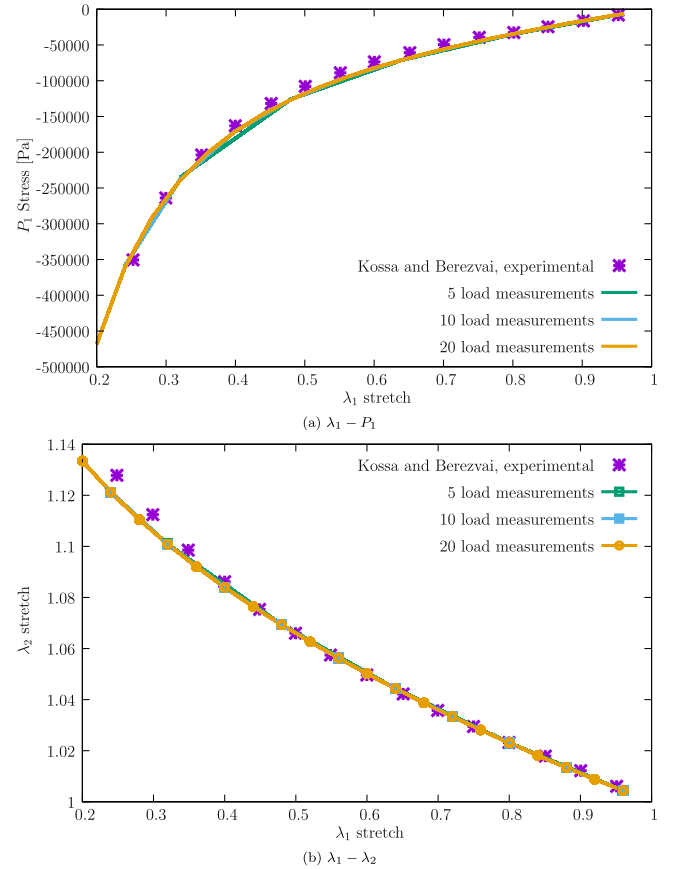 0
-50000
-100000
-150000
-200000
-250000
-300000
-350000
-400000
-450000
-500000
P₁ Stress [Pa]
Kossa and Berezvai, experimental
5 load measurements
10 load measurements
20 load measurements
0.2 0.3 0.4 0.5 0.6 0.7 0.8 0.9 1
λ₁ stretch
(a) λ₁ − P₁
1.14
1.12
1.1
1.08
1.06
1.04
1.02
1
λ₂ stretch
Kossa and Berezvai, experimental
5 load measurements
10 load measurements
20 load measurements
0.2 0.3 0.4 0.5 0.6 0.7 0.8 0.9 1
λ₁ stretch
(b) λ₁ − λ₂